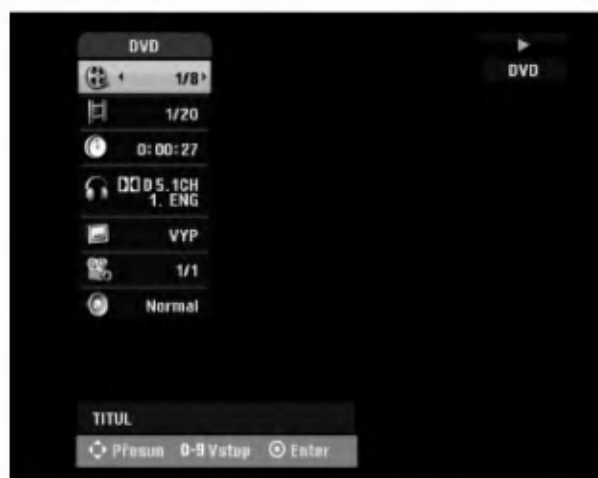 DVD
1/8
1/20
0:00:27
D 5.1CH
1. ENG
VYP
1/1
Normal
DVD
TITUL
Přesun 0-9 Vstup Enter